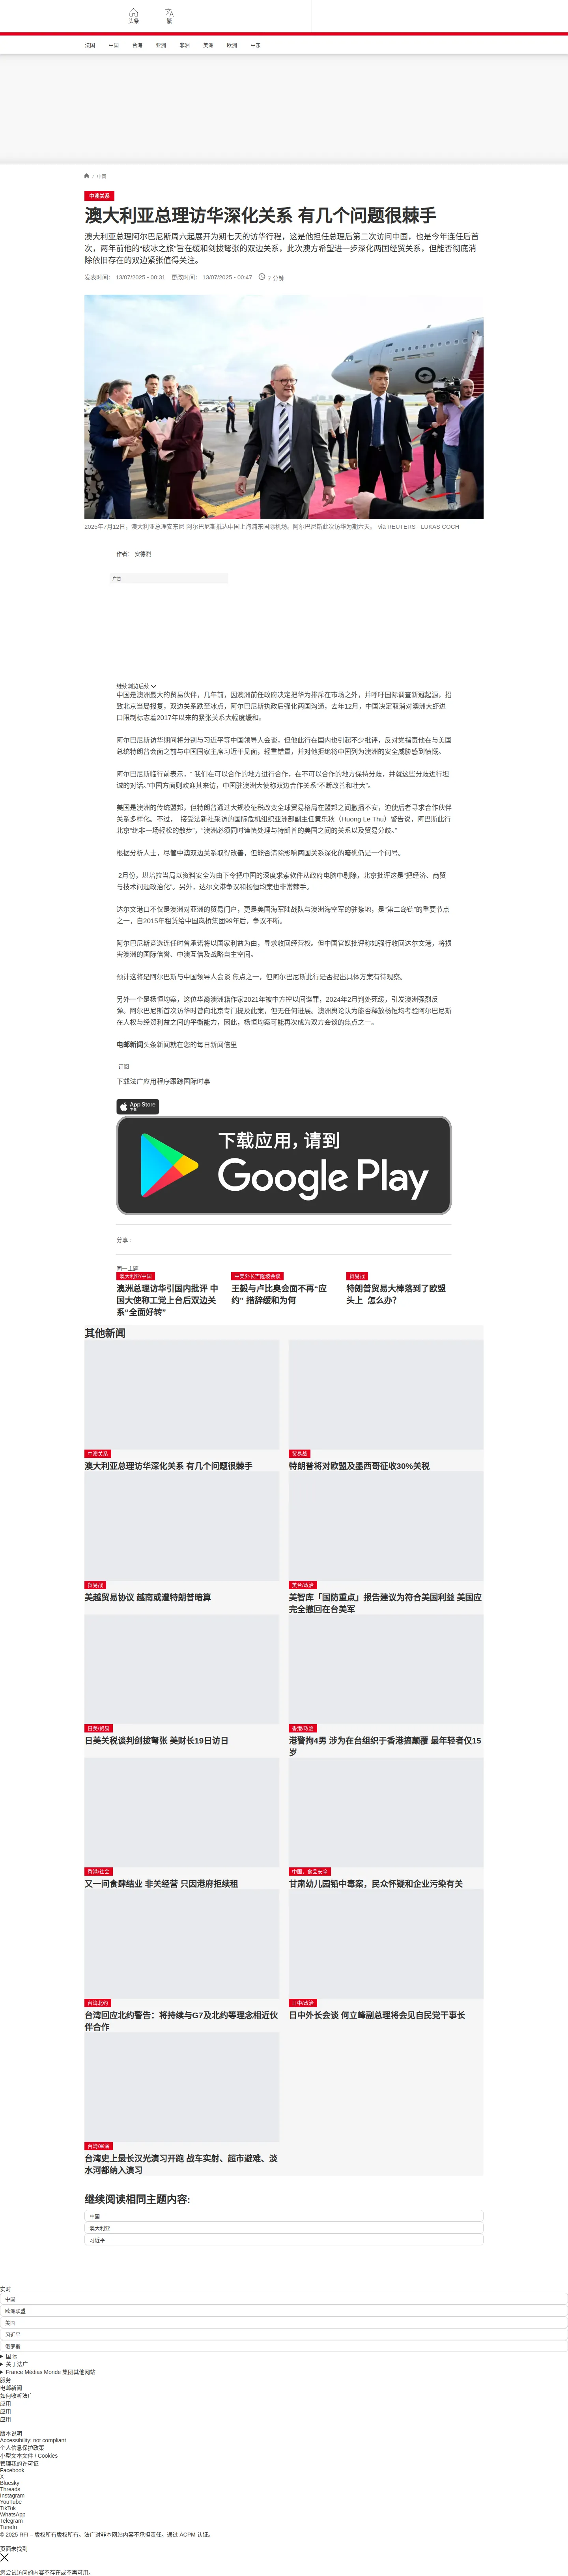 头条
繁
法国
中国
台海
亚洲
非洲
美洲
欧洲
中东
/ 中国
中澳关系
澳大利亚总理访华深化关系 有几个问题很棘手
澳大利亚总理阿尔巴尼斯周六起展开为期七天的访华行程，这是他担任总理后第二次访问中国，也是今年连任后首
次，两年前他的“破冰之旅”旨在缓和剑拔弩张的双边关系，此次澳方希望进一步深化两国经贸关系，但能否彻底消
除依旧存在的双边紧张值得关注。
发表时间： 13/07/2025 - 00:31 更改时间： 13/07/2025 - 00:47 7 分钟
2025年7月12日，澳大利亚总理安东尼·阿尔巴尼斯抵达中国上海浦东国际机场。阿尔巴尼斯此次访华为期六天。 via REUTERS - LUKAS COCH
作者： 安德烈
广告
继续浏览后续
中国是澳洲最大的贸易伙伴，几年前，因澳洲前任政府决定把华为排斥在市场之外，并呼吁国际调查新冠起源，招
致北京当局报复，双边关系跌至冰点，阿尔巴尼斯执政后强化两国沟通，去年12月，中国决定取消对澳洲大虾进
口限制标志着2017年以来的紧张关系大幅度缓和。
阿尔巴尼斯访华期间将分别与习近平等中国领导人会谈，但他此行在国内也引起不少批评，反对党指责他在与美国
总统特朗普会面之前与中国国家主席习近平见面，轻重错置，并对他拒绝将中国列为澳洲的安全威胁感到愤慨。
阿尔巴尼斯临行前表示，“ 我们在可以合作的地方进行合作，在不可以合作的地方保持分歧，并就这些分歧进行坦
诚的对话。”中国方面则欢迎其来访，中国驻澳洲大使称双边合作关系“不断改善和壮大”。
美国是澳洲的传统盟邦，但特朗普通过大规模征税改变全球贸易格局在盟邦之间撒播不安，迫使后者寻求合作伙伴
关系多样化。不过， 接受法新社采访的国际危机组织亚洲部副主任黄乐秋（Huong Le Thu）警告说，阿巴斯此行
北京“绝非一场轻松的散步”，“澳洲必须同时谨慎处理与特朗普的美国之间的关系以及贸易分歧。”
根据分析人士，尽管中澳双边关系取得改善，但能否清除影响两国关系深化的暗礁仍是一个问号。
2月份，堪培拉当局以资料安全为由下令把中国的深度求索软件从政府电脑中剔除，北京批评这是“把经济、商贸
与技术问题政治化”。另外，达尔文港争议和杨恒均案也非常棘手。
达尔文港口不仅是澳洲对亚洲的贸易门户，更是美国海军陆战队与澳洲海空军的驻紮地，是“第二岛链”的重要节点
之一，自2015年租赁给中国岚桥集团99年后，争议不断。
阿尔巴尼斯竞选连任时曾承诺将以国家利益为由，寻求收回经营权。但中国官媒批评称如强行收回达尔文港，将损
害澳洲的国际信誉、中澳互信及战略自主空间。
预计这将是阿尔巴斯与中国领导人会谈 焦点之一，但阿尔巴尼斯此行是否提出具体方案有待观察。
另外一个是杨恒均案，这位华裔澳洲籍作家2021年被中方控以间谍罪，2024年2月判处死缓，引发澳洲强烈反
弹。阿尔巴尼斯首次访华时曾向北京专门提及此案，但无任何进展。澳洲舆论认为能否释放杨恒均考验阿尔巴尼斯
在人权与经贸利益之间的平衡能力，因此，杨恒均案可能再次成为双方会谈的焦点之一。
电邮新闻头条新闻就在您的每日新闻信里
订阅
下载法广应用程序跟踪国际时事
App Store
下载
下载应用，请到
Google Play
分享 :
同一主题
澳大利亚/中国
澳洲总理访华引国内批评 中
国大使称工党上台后双边关
系“全面好转”
中美外长吉隆坡会谈
王毅与卢比奥会面不再“应
约” 措辞缓和为何
贸易战
特朗普贸易大棒落到了欧盟
头上 怎么办?
其他新闻
中澳关系
澳大利亚总理访华深化关系 有几个问题很棘手
贸易战
特朗普将对欧盟及墨西哥征收30%关税
贸易战
美越贸易协议 越南或遭特朗普暗算
美台/政治
美智库「国防重点」报告建议为符合美国利益 美国应
完全撤回在台美军
日美/贸易
日美关税谈判剑拔弩张 美财长19日访日
香港/政治
港警拘4男 涉为在台组织于香港搞颠覆 最年轻者仅15
岁
香港/社会
又一间食肆结业 非关经营 只因港府拒续租
中国，食品安全
甘肃幼儿园铅中毒案，民众怀疑和企业污染有关
台湾北约
台湾回应北约警告：将持续与G7及北约等理念相近伙
伴合作
日中/政治
日中外长会谈 何立峰副总理将会见自民党干事长
台湾/军演
台湾史上最长汉光演习开跑 战车实射、超市避难、淡
水河都纳入演习
继续阅读相同主题内容:
中国
澳大利亚
习近平
实时
中国
欧洲联盟
美国
习近平
俄罗斯
国际
关于法广
France Médias Monde 集团其他网站
服务
电邮新闻
如何收听法广
应用
应用
应用
版本说明
Accessibility: not compliant
个人信息保护政策
小型文本文件 / Cookies
管理我的许可证
Facebook
X
Bluesky
Threads
Instagram
YouTube
TikTok
WhatsApp
Telegram
TuneIn
© 2025 RFI – 版权所有版权所有。法广对非本网站内容不承担责任。通过 ACPM 认证。
页面未找到
您尝试访问的内容不存在或不再可用。